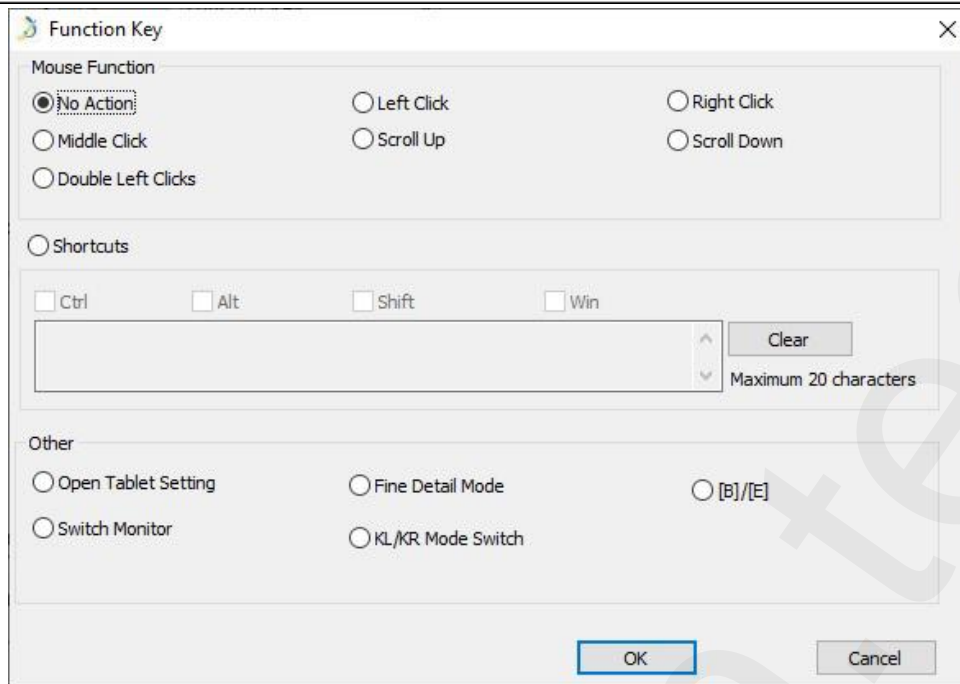 Function Key
Mouse Function
No Action Left Click Right Click
Middle Click Scroll Up Scroll Down
Double Left Clicks
Shortcuts
Ctrl Alt Shift Win
Clear
Maximum 20 characters
Other
Open Tablet Setting Fine Detail Mode [B]/[E]
Switch Monitor KL/KR Mode Switch
OK Cancel